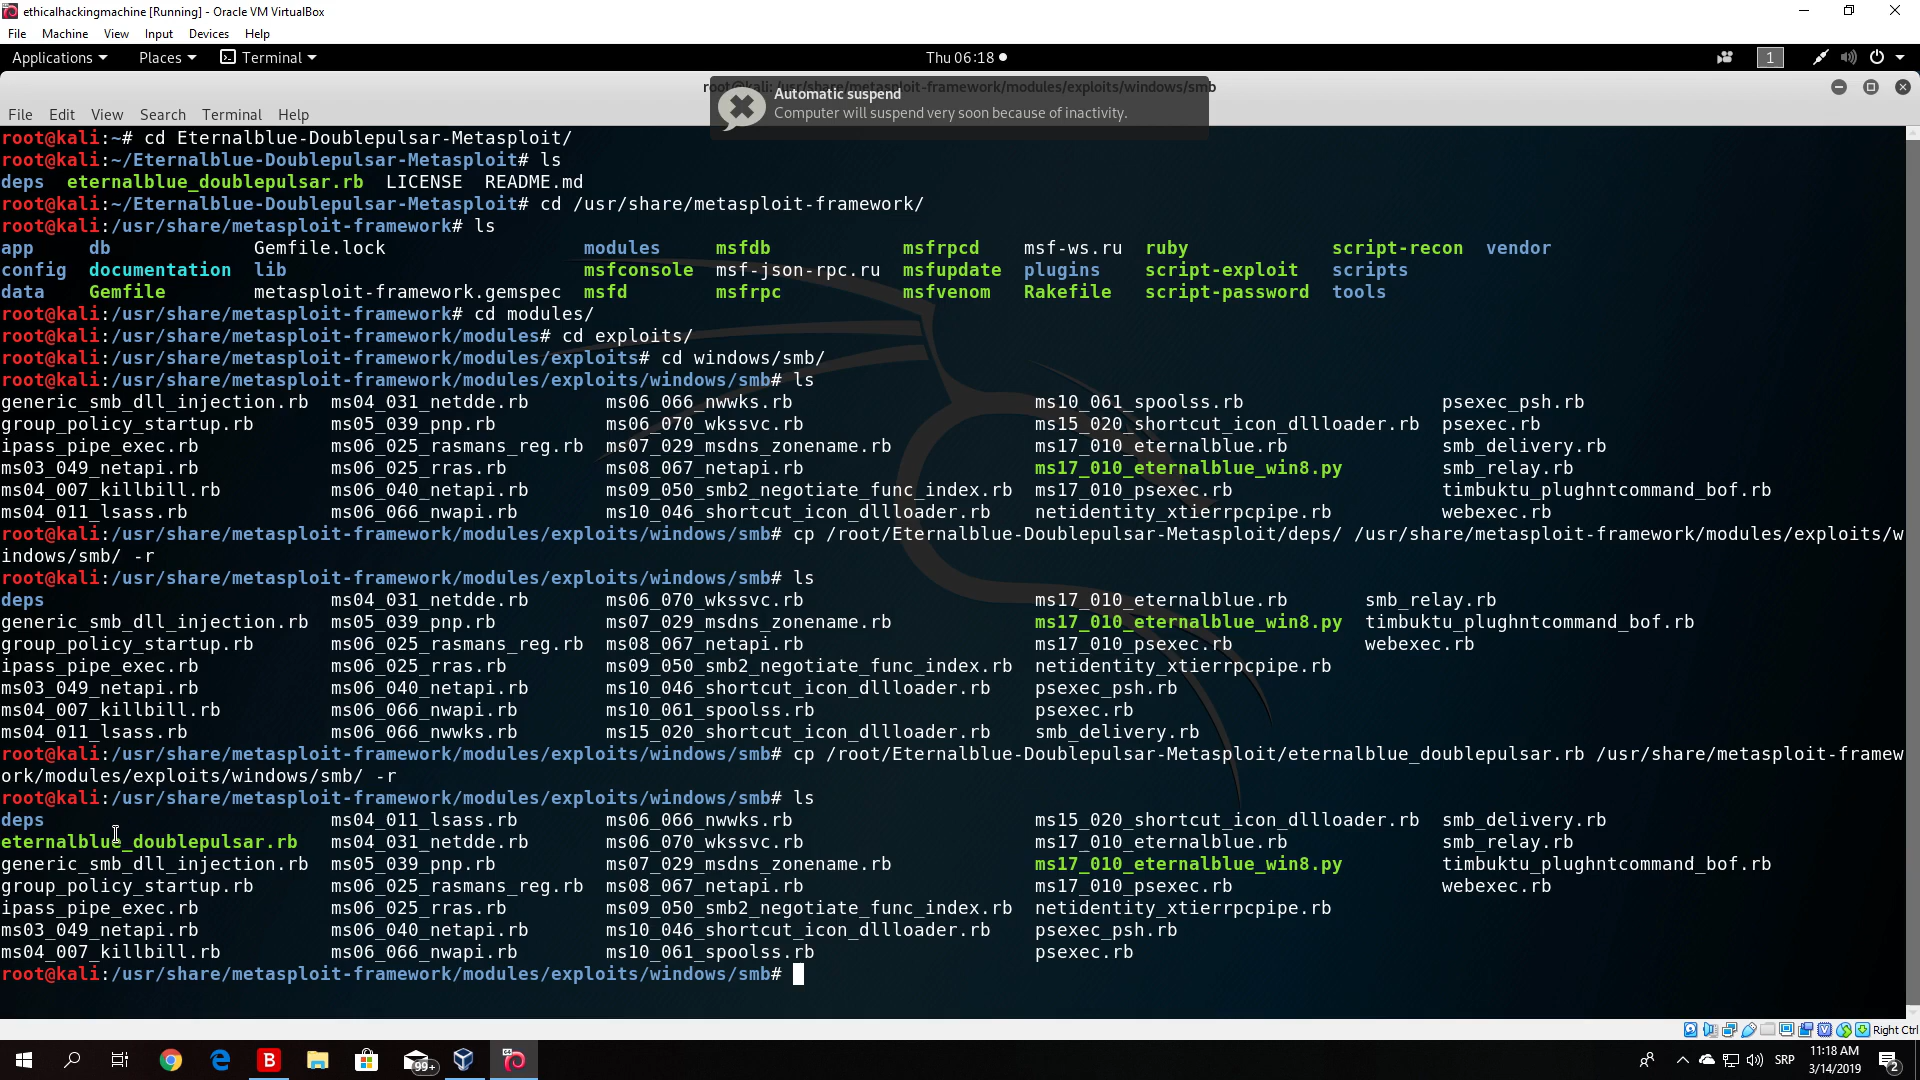 ethicalhackingmachine [Running] - Oracle VM VirtualBox
File Machine View Input Devices Help
Applications Places Terminal Thu 06:18 1
root@kali: /usr/share/metasploit-framework/modules/exploits/windows/smb
Automatic suspend
Computer will suspend very soon because of inactivity.
File Edit View Search Terminal Help
root@kali:~# cd Eternalblue-Doublepulsar-Metasploit/
root@kali:~/Eternalblue-Doublepulsar-Metasploit# ls
deps eternalblue_doublepulsar.rb LICENSE README.md
root@kali:~/Eternalblue-Doublepulsar-Metasploit# cd /usr/share/metasploit-framework/
root@kali:/usr/share/metasploit-framework# ls
app db Gemfile.lock modules msfdb msfrpcd msf-ws.ru ruby script-recon vendor
config documentation lib msfconsole msf-json-rpc.ru msfupdate plugins script-exploit scripts
data Gemfile metasploit-framework.gemspec msfd msfrpc msfvenom Rakefile script-password tools
root@kali:/usr/share/metasploit-framework# cd modules/
root@kali:/usr/share/metasploit-framework/modules# cd exploits/
root@kali:/usr/share/metasploit-framework/modules/exploits# cd windows/smb/
root@kali:/usr/share/metasploit-framework/modules/exploits/windows/smb# ls
generic_smb_dll_injection.rb ms04_031_netdde.rb ms06_066_nwwks.rb ms10_061_spoolss.rb psexec_psh.rb
group_policy_startup.rb ms05_039_pnp.rb ms06_070_wkssvc.rb ms15_020_shortcut_icon_dllloader.rb psexec.rb
ipass_pipe_exec.rb ms06_025_rasmans_reg.rb ms07_029_msdns_zonename.rb ms17_010_eternalblue.rb smb_delivery.rb
ms03_049_netapi.rb ms06_025_rras.rb ms08_067_netapi.rb ms17_010_eternalblue_win8.py smb_relay.rb
ms04_007_killbill.rb ms06_040_netapi.rb ms09_050_smb2_negotiate_func_index.rb ms17_010_psexec.rb timbuktu_plughntcommand_bof.rb
ms04_011_lsass.rb ms06_066_nwapi.rb ms10_046_shortcut_icon_dllloader.rb netidentity_xtierrpcpipe.rb webexec.rb
root@kali:/usr/share/metasploit-framework/modules/exploits/windows/smb# cp /root/Eternalblue-Doublepulsar-Metasploit/deps/ /usr/share/metasploit-framework/modules/exploits/w
indows/smb/ -r
root@kali:/usr/share/metasploit-framework/modules/exploits/windows/smb# ls
deps ms04_031_netdde.rb ms06_070_wkssvc.rb ms17_010_eternalblue.rb smb_relay.rb
generic_smb_dll_injection.rb ms05_039_pnp.rb ms07_029_msdns_zonename.rb ms17_010_eternalblue_win8.py timbuktu_plughntcommand_bof.rb
group_policy_startup.rb ms06_025_rasmans_reg.rb ms08_067_netapi.rb ms17_010_psexec.rb webexec.rb
ipass_pipe_exec.rb ms06_025_rras.rb ms09_050_smb2_negotiate_func_index.rb netidentity_xtierrpcpipe.rb
ms03_049_netapi.rb ms06_040_netapi.rb ms10_046_shortcut_icon_dllloader.rb psexec_psh.rb
ms04_007_killbill.rb ms06_066_nwapi.rb ms10_061_spoolss.rb psexec.rb
ms04_011_lsass.rb ms06_066_nwwks.rb ms15_020_shortcut_icon_dllloader.rb smb_delivery.rb
root@kali:/usr/share/metasploit-framework/modules/exploits/windows/smb# cp /root/Eternalblue-Doublepulsar-Metasploit/eternalblue_doublepulsar.rb /usr/share/metasploit-framew
ork/modules/exploits/windows/smb/ -r
root@kali:/usr/share/metasploit-framework/modules/exploits/windows/smb# ls
deps ms04_011_lsass.rb ms06_066_nwwks.rb ms15_020_shortcut_icon_dllloader.rb smb_delivery.rb
eternalblue_doublepulsar.rb ms04_031_netdde.rb ms06_070_wkssvc.rb ms17_010_eternalblue.rb smb_relay.rb
generic_smb_dll_injection.rb ms05_039_pnp.rb ms07_029_msdns_zonename.rb ms17_010_eternalblue_win8.py timbuktu_plughntcommand_bof.rb
group_policy_startup.rb ms06_025_rasmans_reg.rb ms08_067_netapi.rb ms17_010_psexec.rb webexec.rb
ipass_pipe_exec.rb ms06_025_rras.rb ms09_050_smb2_negotiate_func_index.rb netidentity_xtierrpcpipe.rb
ms03_049_netapi.rb ms06_040_netapi.rb ms10_046_shortcut_icon_dllloader.rb psexec_psh.rb
ms04_007_killbill.rb ms06_066_nwapi.rb ms10_061_spoolss.rb psexec.rb
root@kali:/usr/share/metasploit-framework/modules/exploits/windows/smb#
Right Ctrl
B 99+ SRP 11:18 AM
3/14/2019 2